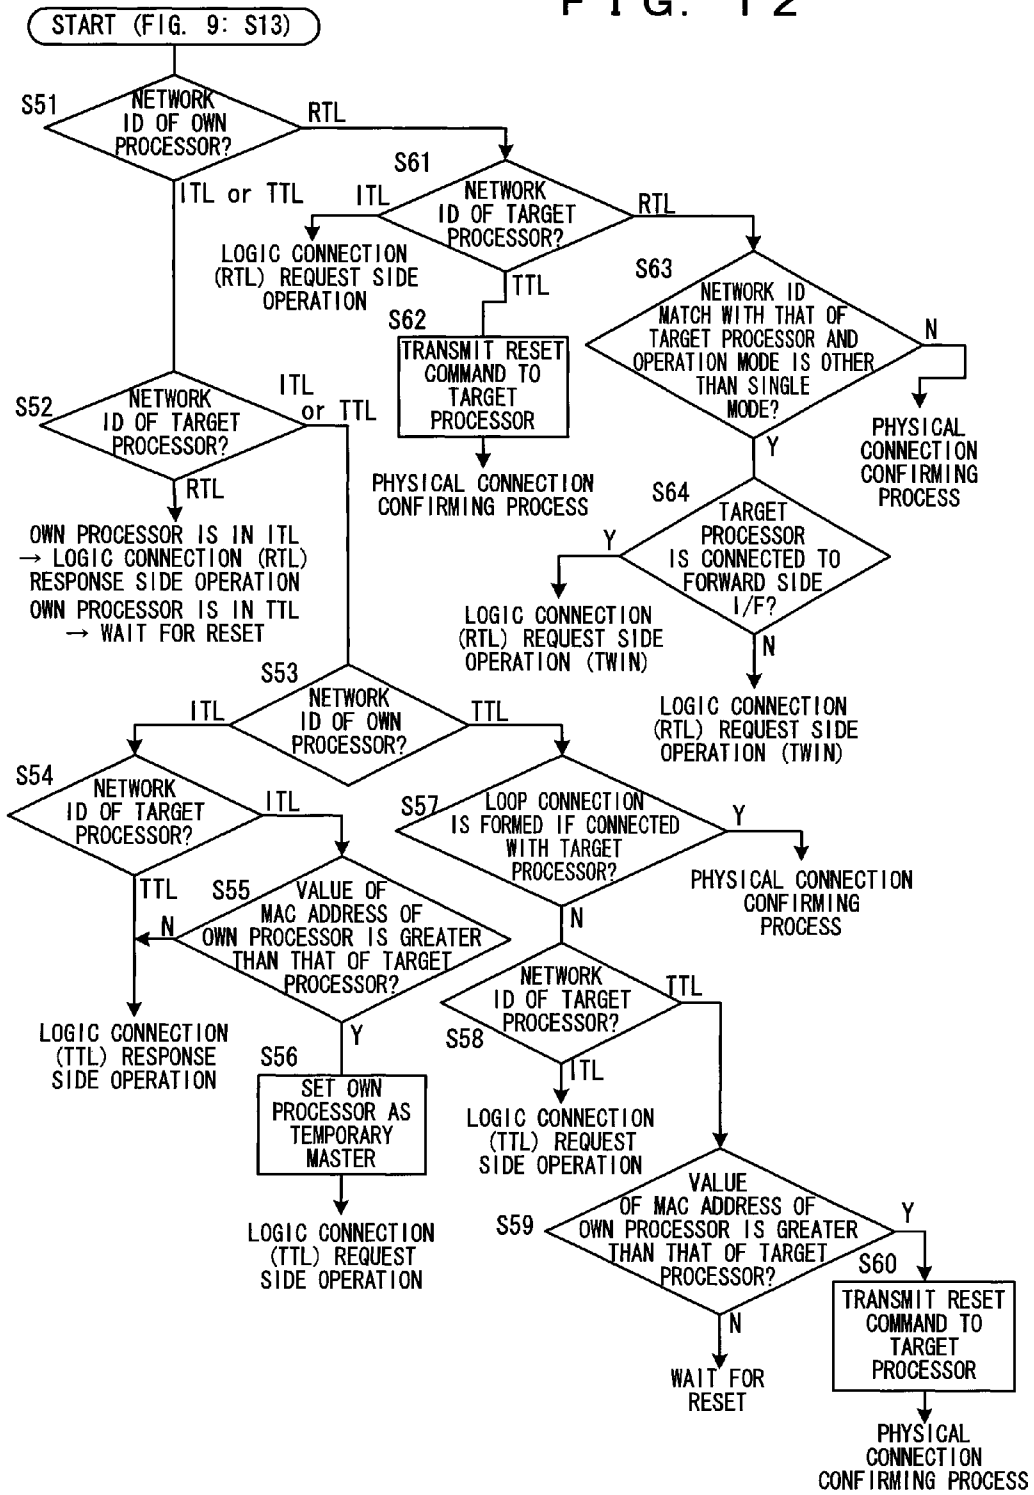 FIG. 12
START (FIG. 9: S13)
S51
NETWORK
ID OF OWN
PROCESSOR?
RTL
ITL or TTL
S61
NETWORK
ID OF TARGET
PROCESSOR?
ITL
RTL
LOGIC CONNECTION
(RTL) REQUEST SIDE
OPERATION
TTL
S62
TRANSMIT RESET
COMMAND TO
TARGET
PROCESSOR
PHYSICAL CONNECTION
CONFIRMING PROCESS
S63
NETWORK ID
MATCH WITH THAT OF
TARGET PROCESSOR AND
OPERATION MODE IS OTHER
THAN SINGLE
MODE?
N
PHYSICAL
CONNECTION
CONFIRMING
PROCESS
Y
S64
TARGET
PROCESSOR
IS CONNECTED TO
FORWARD SIDE
I/F?
Y
LOGIC CONNECTION
(RTL) REQUEST SIDE
OPERATION (TWIN)
N
LOGIC CONNECTION
(RTL) REQUEST SIDE
OPERATION (TWIN)
S52
NETWORK
ID OF TARGET
PROCESSOR?
ITL
or TTL
RTL
OWN PROCESSOR IS IN ITL
→ LOGIC CONNECTION (RTL)
RESPONSE SIDE OPERATION
OWN PROCESSOR IS IN TTL
→ WAIT FOR RESET
S53
NETWORK
ID OF OWN
PROCESSOR?
ITL
TTL
S54
NETWORK
ID OF TARGET
PROCESSOR?
ITL
TTL
S55
VALUE OF
MAC ADDRESS OF
OWN PROCESSOR IS GREATER
THAN THAT OF TARGET
PROCESSOR?
N
LOGIC CONNECTION
(TTL) RESPONSE
SIDE OPERATION
Y
S56
SET OWN
PROCESSOR AS
TEMPORARY
MASTER
LOGIC CONNECTION
(TTL) REQUEST
SIDE OPERATION
S57
LOOP CONNECTION
IS FORMED IF CONNECTED
WITH TARGET
PROCESSOR?
Y
PHYSICAL CONNECTION
CONFIRMING
PROCESS
N
S58
NETWORK
ID OF TARGET
PROCESSOR?
TTL
ITL
LOGIC CONNECTION
(TTL) REQUEST
SIDE OPERATION
S59
VALUE
OF MAC ADDRESS OF
OWN PROCESSOR IS GREATER
THAN THAT OF TARGET
PROCESSOR?
Y
N
WAIT FOR
RESET
S60
TRANSMIT RESET
COMMAND TO
TARGET
PROCESSOR
PHYSICAL
CONNECTION
CONFIRMING PROCESS